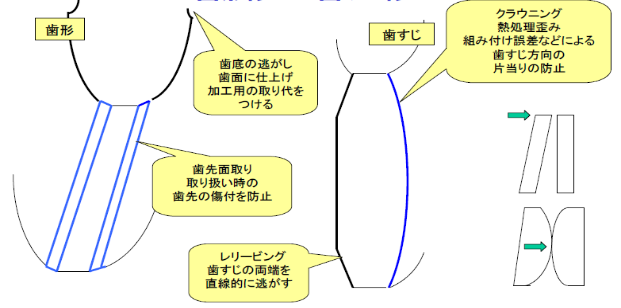 歯形
歯底の逃がし
歯面に仕上げ
加工用の取り代を
つける
歯先面取り
取り扱い時の
歯先の傷付を防止
歯すじ
クラウニング
熱処理歪み
組み付け誤差などによる
歯すじ方向の
片当りの防止
レリービング
歯すじの両端を
直線的に逃がす